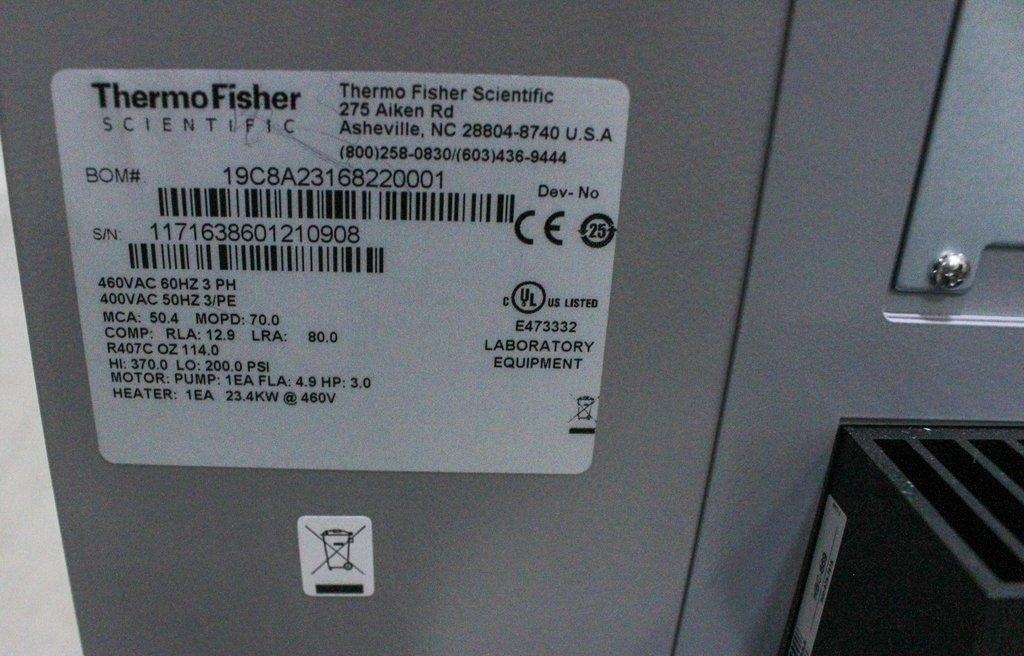 ThermoFisher
SCIENTIFIC
Thermo Fisher Scientific
275 Aiken Rd
Asheville, NC 28804-8740 U.S.A
(800)258-0830/(603)436-9444
BOM# 19C8A23168220001
Dev- No
S/N: 1171638601210908
CE 25
460VAC 60HZ 3 PH
400VAC 50HZ 3/PE
MCA: 50.4 MOPD: 70.0
COMP: RLA: 12.9 LRA: 80.0
R407C OZ 114.0
HI: 370.0 LO: 200.0 PSI
MOTOR: PUMP: 1EA FLA: 4.9 HP: 3.0
HEATER: 1EA 23.4KW @ 460V
C UL US LISTED
E473332
LABORATORY
EQUIPMENT